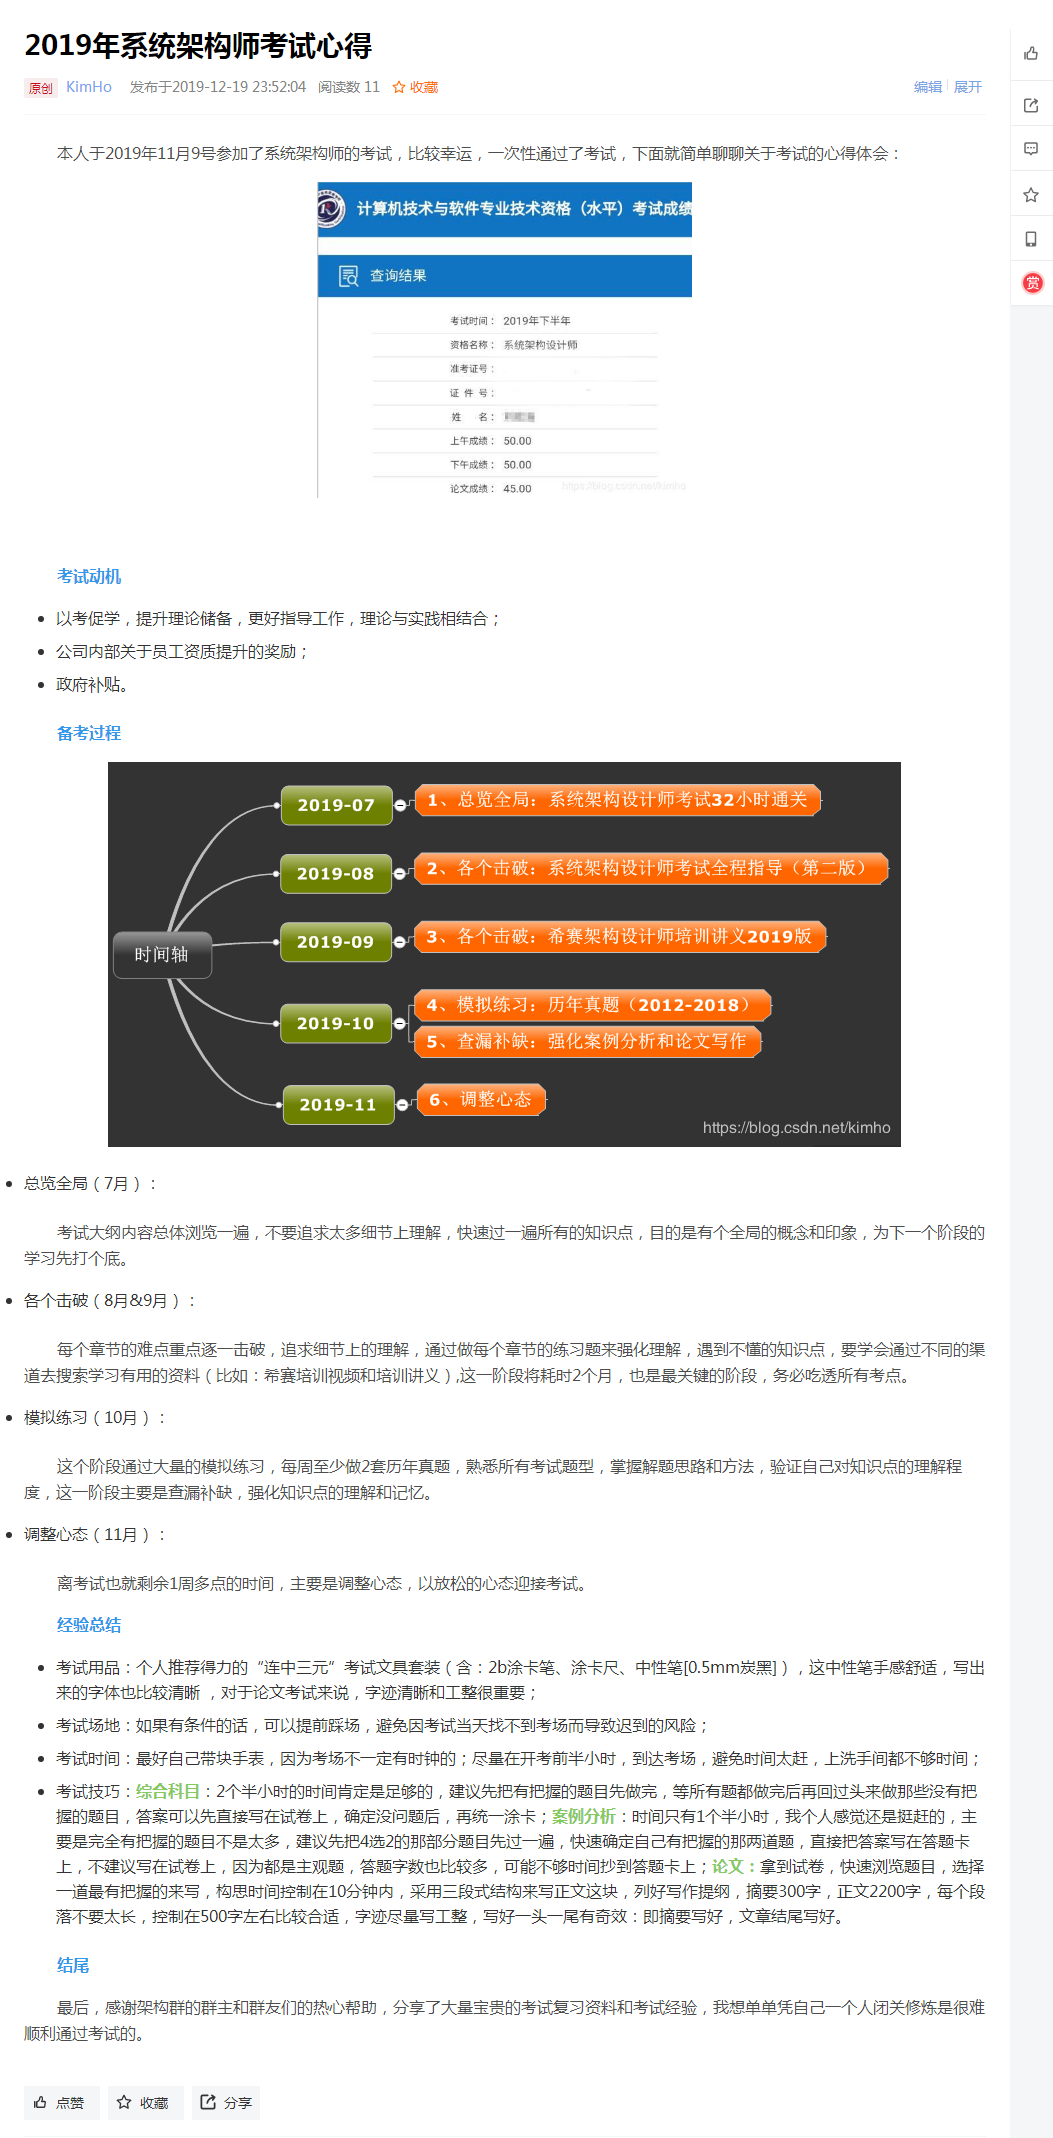 2019年系统架构师考试心得
原创 KimHo 发布于2019-12-19 23:52:04 阅读数 11 收藏 编辑 展开
本人于2019年11月9号参加了系统架构师的考试，比较幸运，一次性通过了考试，下面就简单聊聊关于考试的心得体会：
计算机技术与软件专业技术资格（水平）考试成绩
查询结果
考试时间： 2019年下半年
资格名称： 系统架构设计师
准考证号：
证 件 号：
姓 名：
上午成绩： 50.00
下午成绩： 50.00
论文成绩： 45.00
https://blog.csdn.net/kimho
赏
考试动机
以考促学，提升理论储备，更好指导工作，理论与实践相结合；
公司内部关于员工资质提升的奖励；
政府补贴。
备考过程
时间轴
2019-07 1、总览全局：系统架构设计师考试32小时通关
2019-08 2、各个击破：系统架构设计师考试全程指导（第二版）
2019-09 3、各个击破：希赛架构设计师培训讲义2019版
2019-10 4、模拟练习：历年真题（2012-2018）
5、查漏补缺：强化案例分析和论文写作
2019-11 6、调整心态
https://blog.csdn.net/kimho
总览全局（7月）：
考试大纲内容总体浏览一遍，不要追求太多细节上理解，快速过一遍所有的知识点，目的是有个全局的概念和印象，为下一个阶段的
学习先打个底。
各个击破（8月&9月）：
每个章节的难点重点逐一击破，追求细节上的理解，通过做每个章节的练习题来强化理解，遇到不懂的知识点，要学会通过不同的渠
道去搜索学习有用的资料（比如：希赛培训视频和培训讲义）,这一阶段将耗时2个月，也是最关键的阶段，务必吃透所有考点。
模拟练习（10月）：
这个阶段通过大量的模拟练习，每周至少做2套历年真题，熟悉所有考试题型，掌握解题思路和方法，验证自己对知识点的理解程
度，这一阶段主要是查漏补缺，强化知识点的理解和记忆。
调整心态（11月）：
离考试也就剩余1周多点的时间，主要是调整心态，以放松的心态迎接考试。
经验总结
考试用品：个人推荐得力的“连中三元”考试文具套装（含：2b涂卡笔、涂卡尺、中性笔[0.5mm炭黑]），这中性笔手感舒适，写出
来的字体也比较清晰 ，对于论文考试来说，字迹清晰和工整很重要；
考试场地：如果有条件的话，可以提前踩场，避免因考试当天找不到考场而导致迟到的风险；
考试时间：最好自己带块手表，因为考场不一定有时钟的；尽量在开考前半小时，到达考场，避免时间太赶，上洗手间都不够时间；
考试技巧：综合科目：2个半小时的时间肯定是足够的，建议先把有把握的题目先做完，等所有题都做完后再回过头来做那些没有把
握的题目，答案可以先直接写在试卷上，确定没问题后，再统一涂卡；案例分析：时间只有1个半小时，我个人感觉还是挺赶的，主
要是完全有把握的题目不是太多，建议先把4选2的那部分题目先过一遍，快速确定自己有把握的那两道题，直接把答案写在答题卡
上，不建议写在试卷上，因为都是主观题，答题字数也比较多，可能不够时间抄到答题卡上；论文：拿到试卷，快速浏览题目，选择
一道最有把握的来写，构思时间控制在10分钟内，采用三段式结构来写正文这块，列好写作提纲，摘要300字，正文2200字，每个段
落不要太长，控制在500字左右比较合适，字迹尽量写工整，写好一头一尾有奇效：即摘要写好，文章结尾写好。
结尾
最后，感谢架构群的群主和群友们的热心帮助，分享了大量宝贵的考试复习资料和考试经验，我想单单凭自己一个人闭关修炼是很难
顺利通过考试的。
点赞 收藏 分享